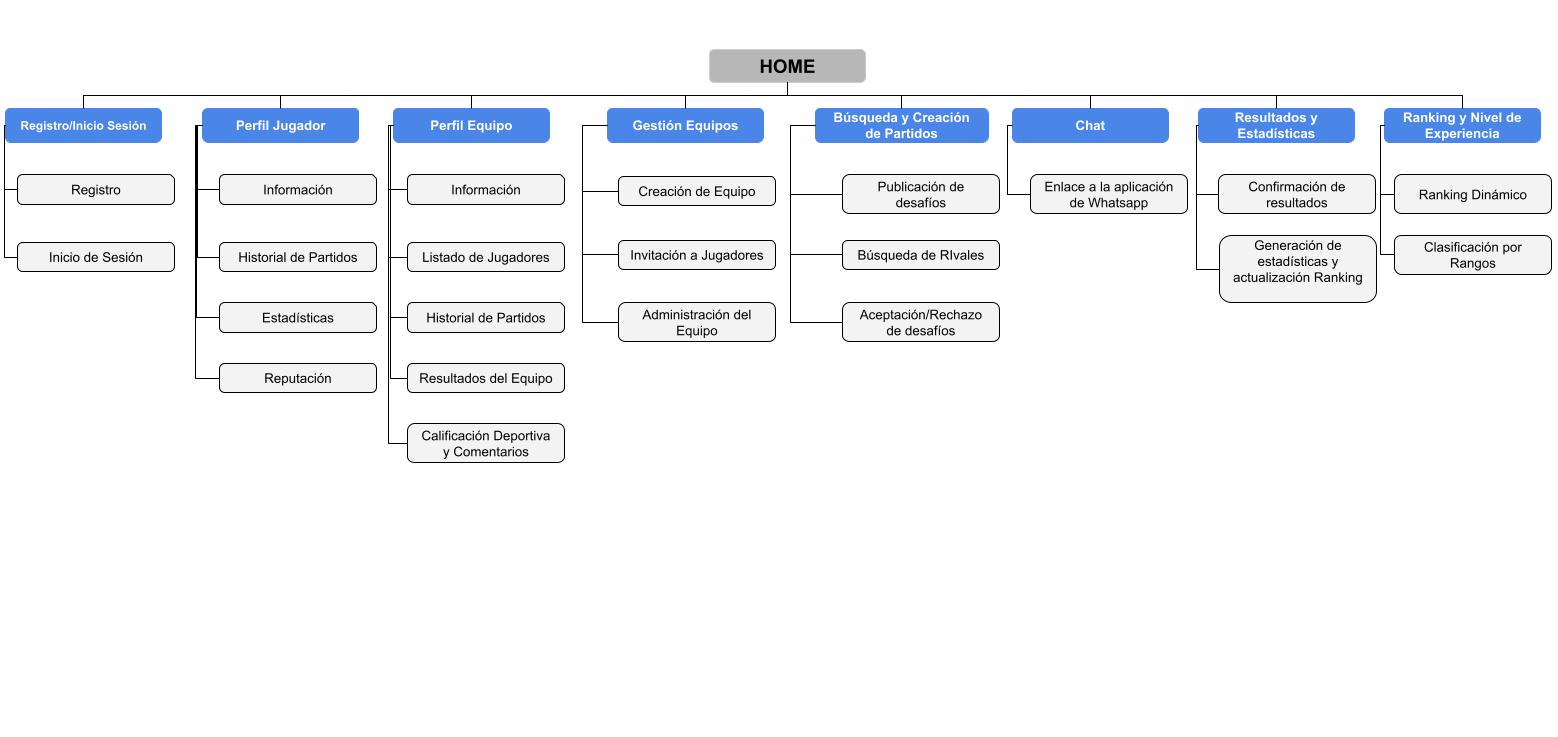 HOME
Registro/Inicio Sesión
Perfil Jugador
Perfil Equipo
Gestión Equipos
Búsqueda y Creación
de Partidos
Chat
Resultados y
Estadísticas
Ranking y Nivel de
Experiencia
Registro
Inicio de Sesión
Información
Historial de Partidos
Estadísticas
Reputación
Información
Listado de Jugadores
Historial de Partidos
Resultados del Equipo
Calificación Deportiva
y Comentarios
Creación de Equipo
Invitación a Jugadores
Administración del
Equipo
Publicación de
desafíos
Búsqueda de RIvales
Aceptación/Rechazo
de desafíos
Enlace a la aplicación
de Whatsapp
Confirmación de
resultados
Generación de
estadísticas y
actualización Ranking
Ranking Dinámico
Clasificación por
Rangos